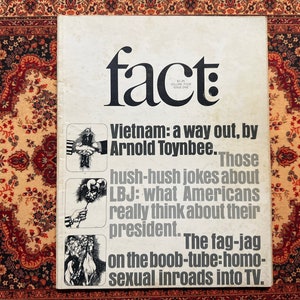 fact:
Vietnam: a way out, by
Arnold Toynbee.
Those
hush-hush jokes about
LBJ: what Americans
really think about their
president.
The fag-jag
on the boob-tube: homo-
sexual inroads into TV.